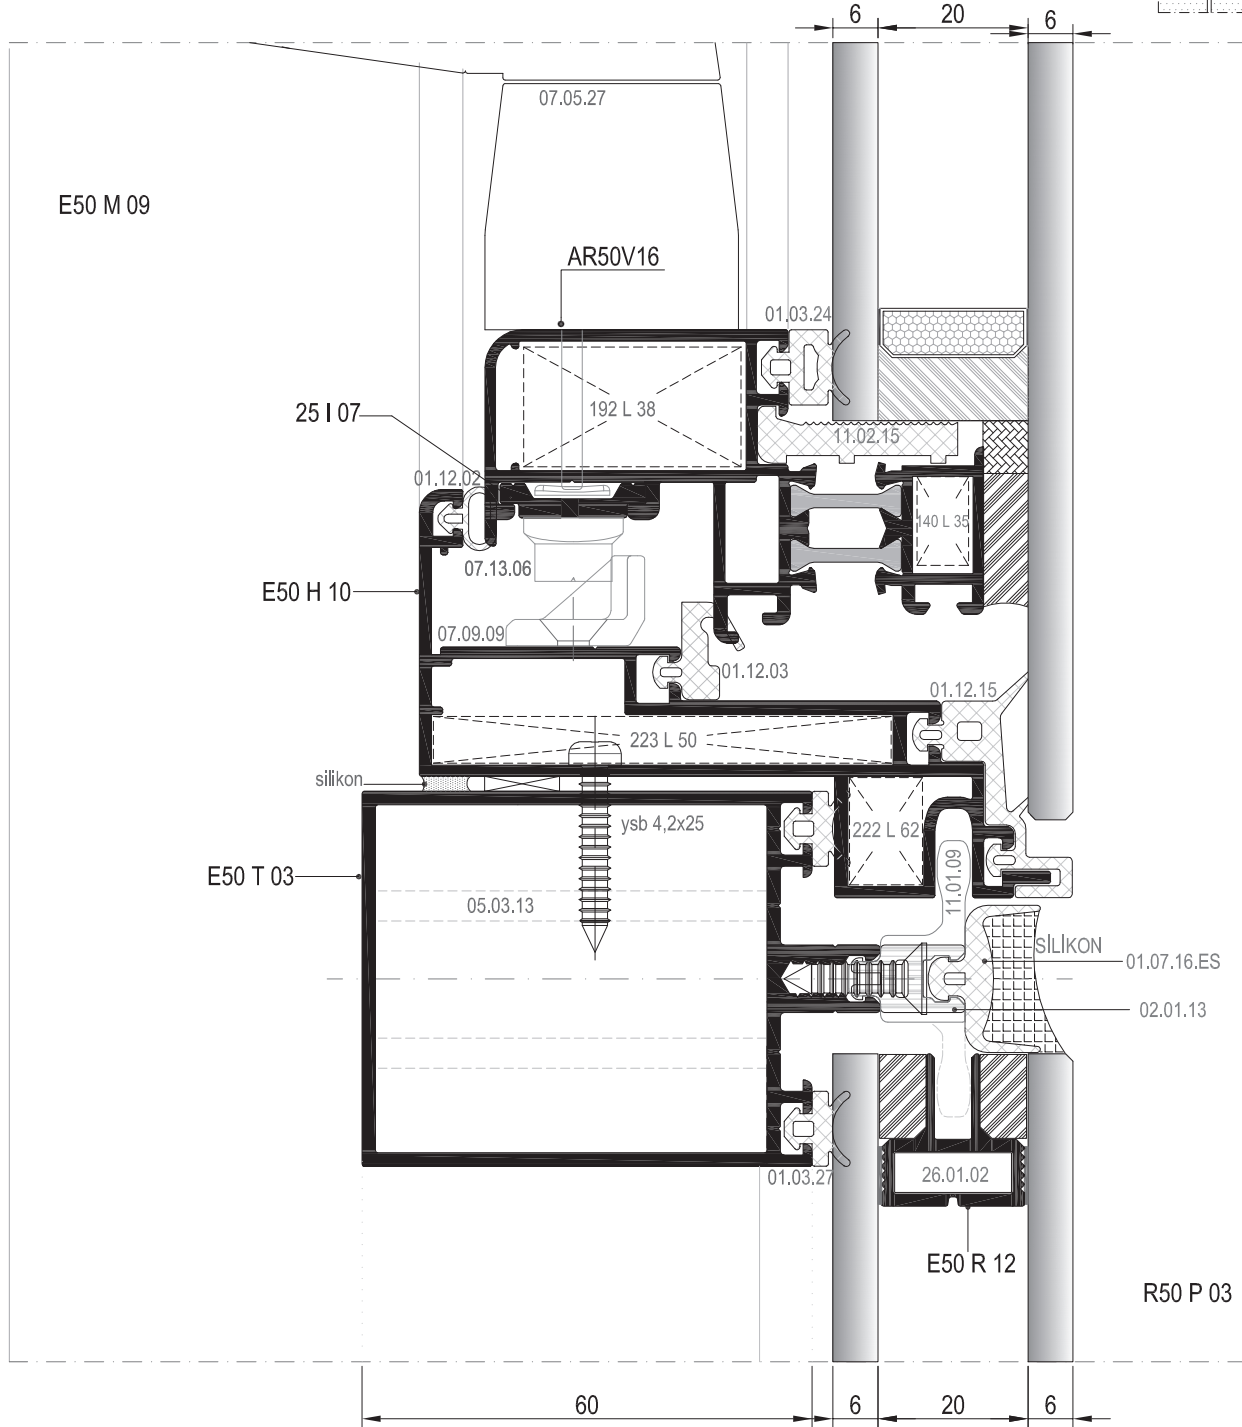 6
20
6
07.05.27
E50 M 09
AR50V16
01.03.24
192 L 38
25 I 07
11.02.15
01.12.02
140 L 35
07.13.06
E50 H 10
07.09.09
01.12.03
01.12.15
223 L 50
silikon
ysb 4,2x25
222 L 62
E50 T 03
11.01.09
05.03.13
SİLİKON
01.07.16.ES
02.01.13
01.03.27
26.01.02
E50 R 12
R50 P 03
60
6
20
6